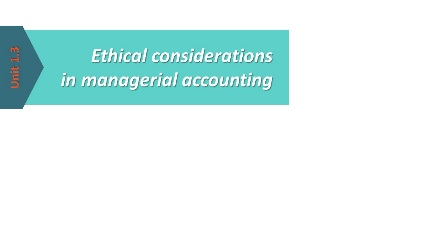 Unit 1.3
Ethical considerations
in managerial accounting